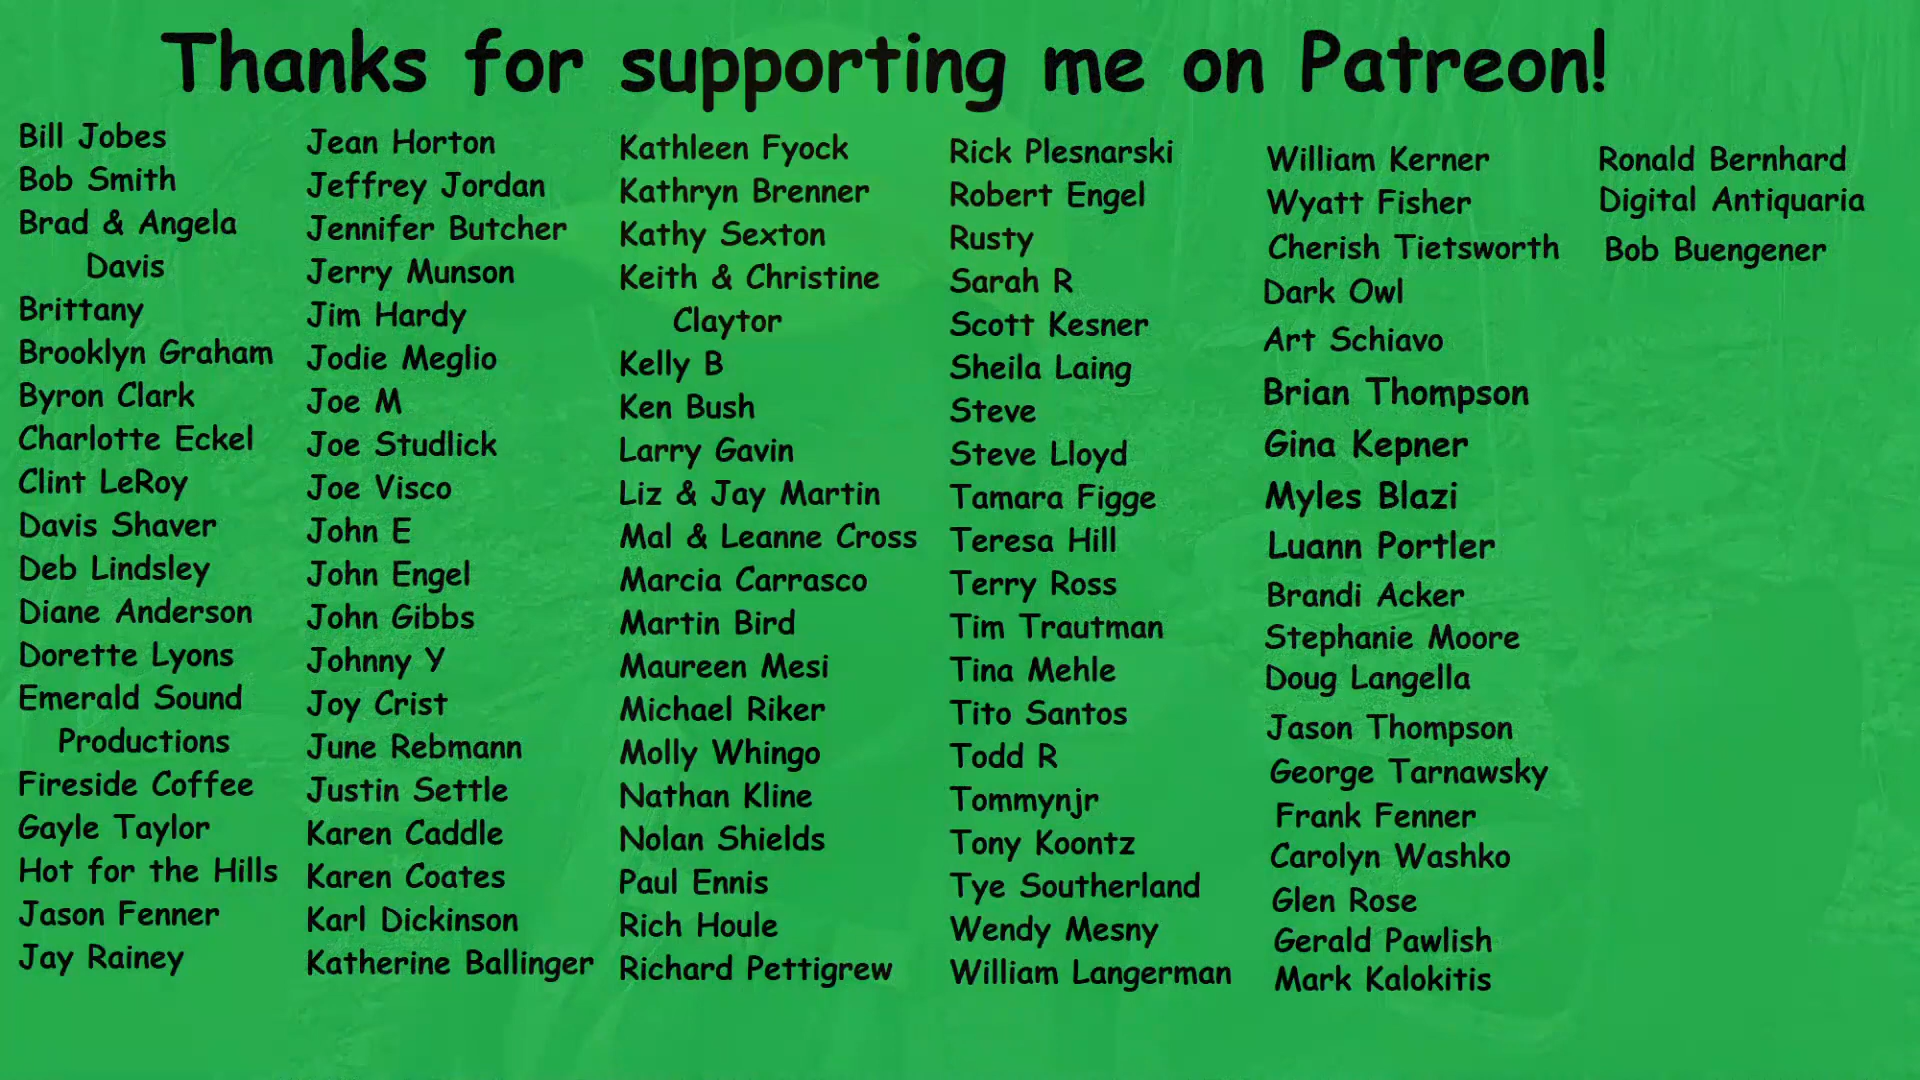 Thanks for supporting me on Patreon!
Bill Jobes
Bob Smith
Brad & Angela
Davis
Brittany
Brooklyn Graham
Byron Clark
Charlotte Eckel
Clint LeRoy
Davis Shaver
Deb Lindsley
Diane Anderson
Dorette Lyons
Emerald Sound
Productions
Fireside Coffee
Gayle Taylor
Hot for the Hills
Jason Fenner
Jay Rainey
Jean Horton
Jeffrey Jordan
Jennifer Butcher
Jerry Munson
Jim Hardy
Jodie Meglio
Joe M
Joe Studlick
Joe Visco
John E
John Engel
John Gibbs
Johnny Y
Joy Crist
June Rebmann
Justin Settle
Karen Caddle
Karen Coates
Karl Dickinson
Katherine Ballinger
Kathleen Fyock
Kathryn Brenner
Kathy Sexton
Keith & Christine
Claytor
Kelly B
Ken Bush
Larry Gavin
Liz & Jay Martin
Mal & Leanne Cross
Marcia Carrasco
Martin Bird
Maureen Mesi
Michael Riker
Molly Whingo
Nathan Kline
Nolan Shields
Paul Ennis
Rich Houle
Richard Pettigrew
Rick Plesnarski
Robert Engel
Rusty
Sarah R
Scott Kesner
Sheila Laing
Steve
Steve Lloyd
Tamara Figge
Teresa Hill
Terry Ross
Tim Trautman
Tina Mehle
Tito Santos
Todd R
Tommynjr
Tony Koontz
Tye Southerland
Wendy Mesny
William Langerman
William Kerner
Wyatt Fisher
Cherish Tietsworth
Dark Owl
Art Schiavo
Brian Thompson
Gina Kepner
Myles Blazi
Luann Portler
Brandi Acker
Stephanie Moore
Doug Langella
Jason Thompson
George Tarnawsky
Frank Fenner
Carolyn Washko
Glen Rose
Gerald Pawlish
Mark Kalokitis
Ronald Bernhard
Digital Antiquaria
Bob Buengener